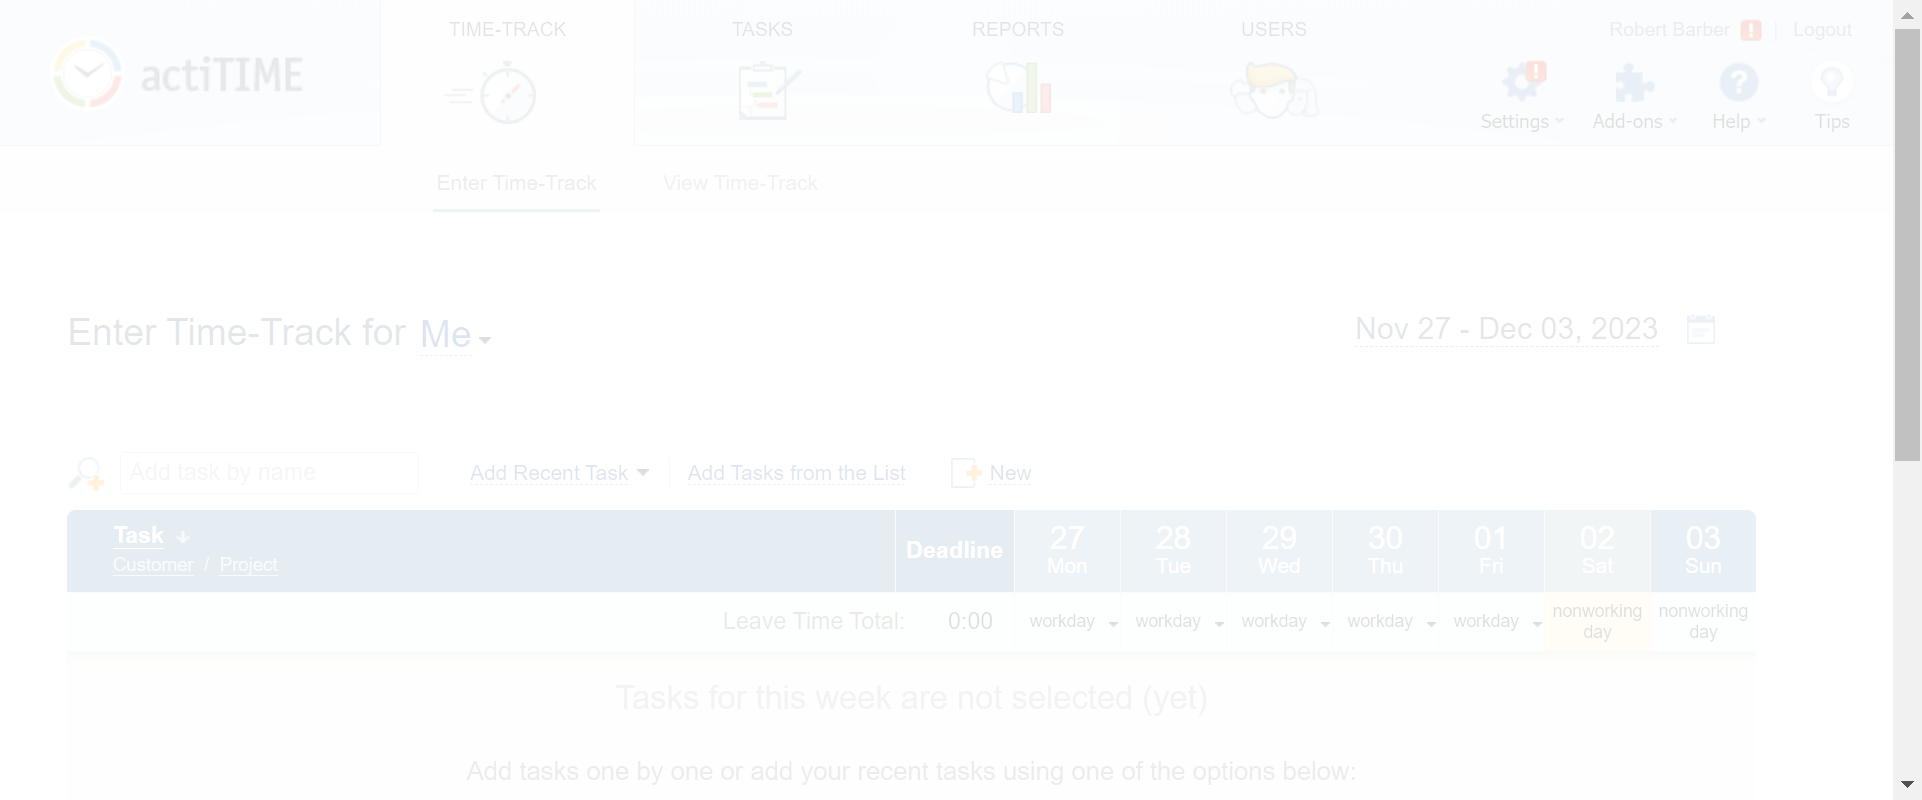 TIME-TRACK TASKS REPORTS USERS Robert Barber ! Logout
actiTIME
Settings Add-ons ? Help Tips
Enter Time-Track View Time-Track
Enter Time-Track for Me Nov 27 - Dec 03, 2023
Add task by name Add Recent Task Add Tasks from the List New
Task Deadline 27 28 29 30 01 02 03
Customer / Project Mon Tue Wed Thu Fri Sat Sun
Leave Time Total: 0:00 workday workday workday workday workday nonworking day nonworking day
Tasks for this week are not selected (yet)
Add tasks one by one or add your recent tasks using one of the options below: